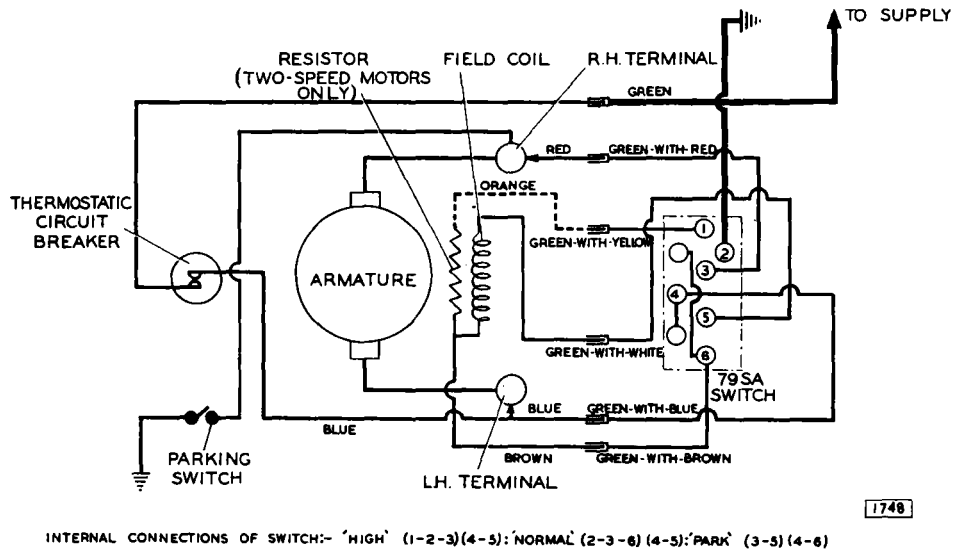 TO SUPPLY
RESISTOR
(TWO-SPEED MOTORS
ONLY)
FIELD COIL
R.H. TERMINAL
GREEN
RED
GREEN-WITH-RED
ORANGE
THERMOSTATIC
CIRCUIT
BREAKER
GREEN-WITH-YELLOW
1
2
3
ARMATURE
4
5
GREEN-WITH-WHITE
6
79SA
SWITCH
BLUE
GREEN-WITH-BLUE
BLUE
PARKING
SWITCH
BROWN
GREEN-WITH-BROWN
L.H. TERMINAL
1748
INTERNAL CONNECTIONS OF SWITCH:- 'HIGH' (1-2-3)(4-5): 'NORMAL' (2-3-6)(4-5): 'PARK' (3-5)(4-6)